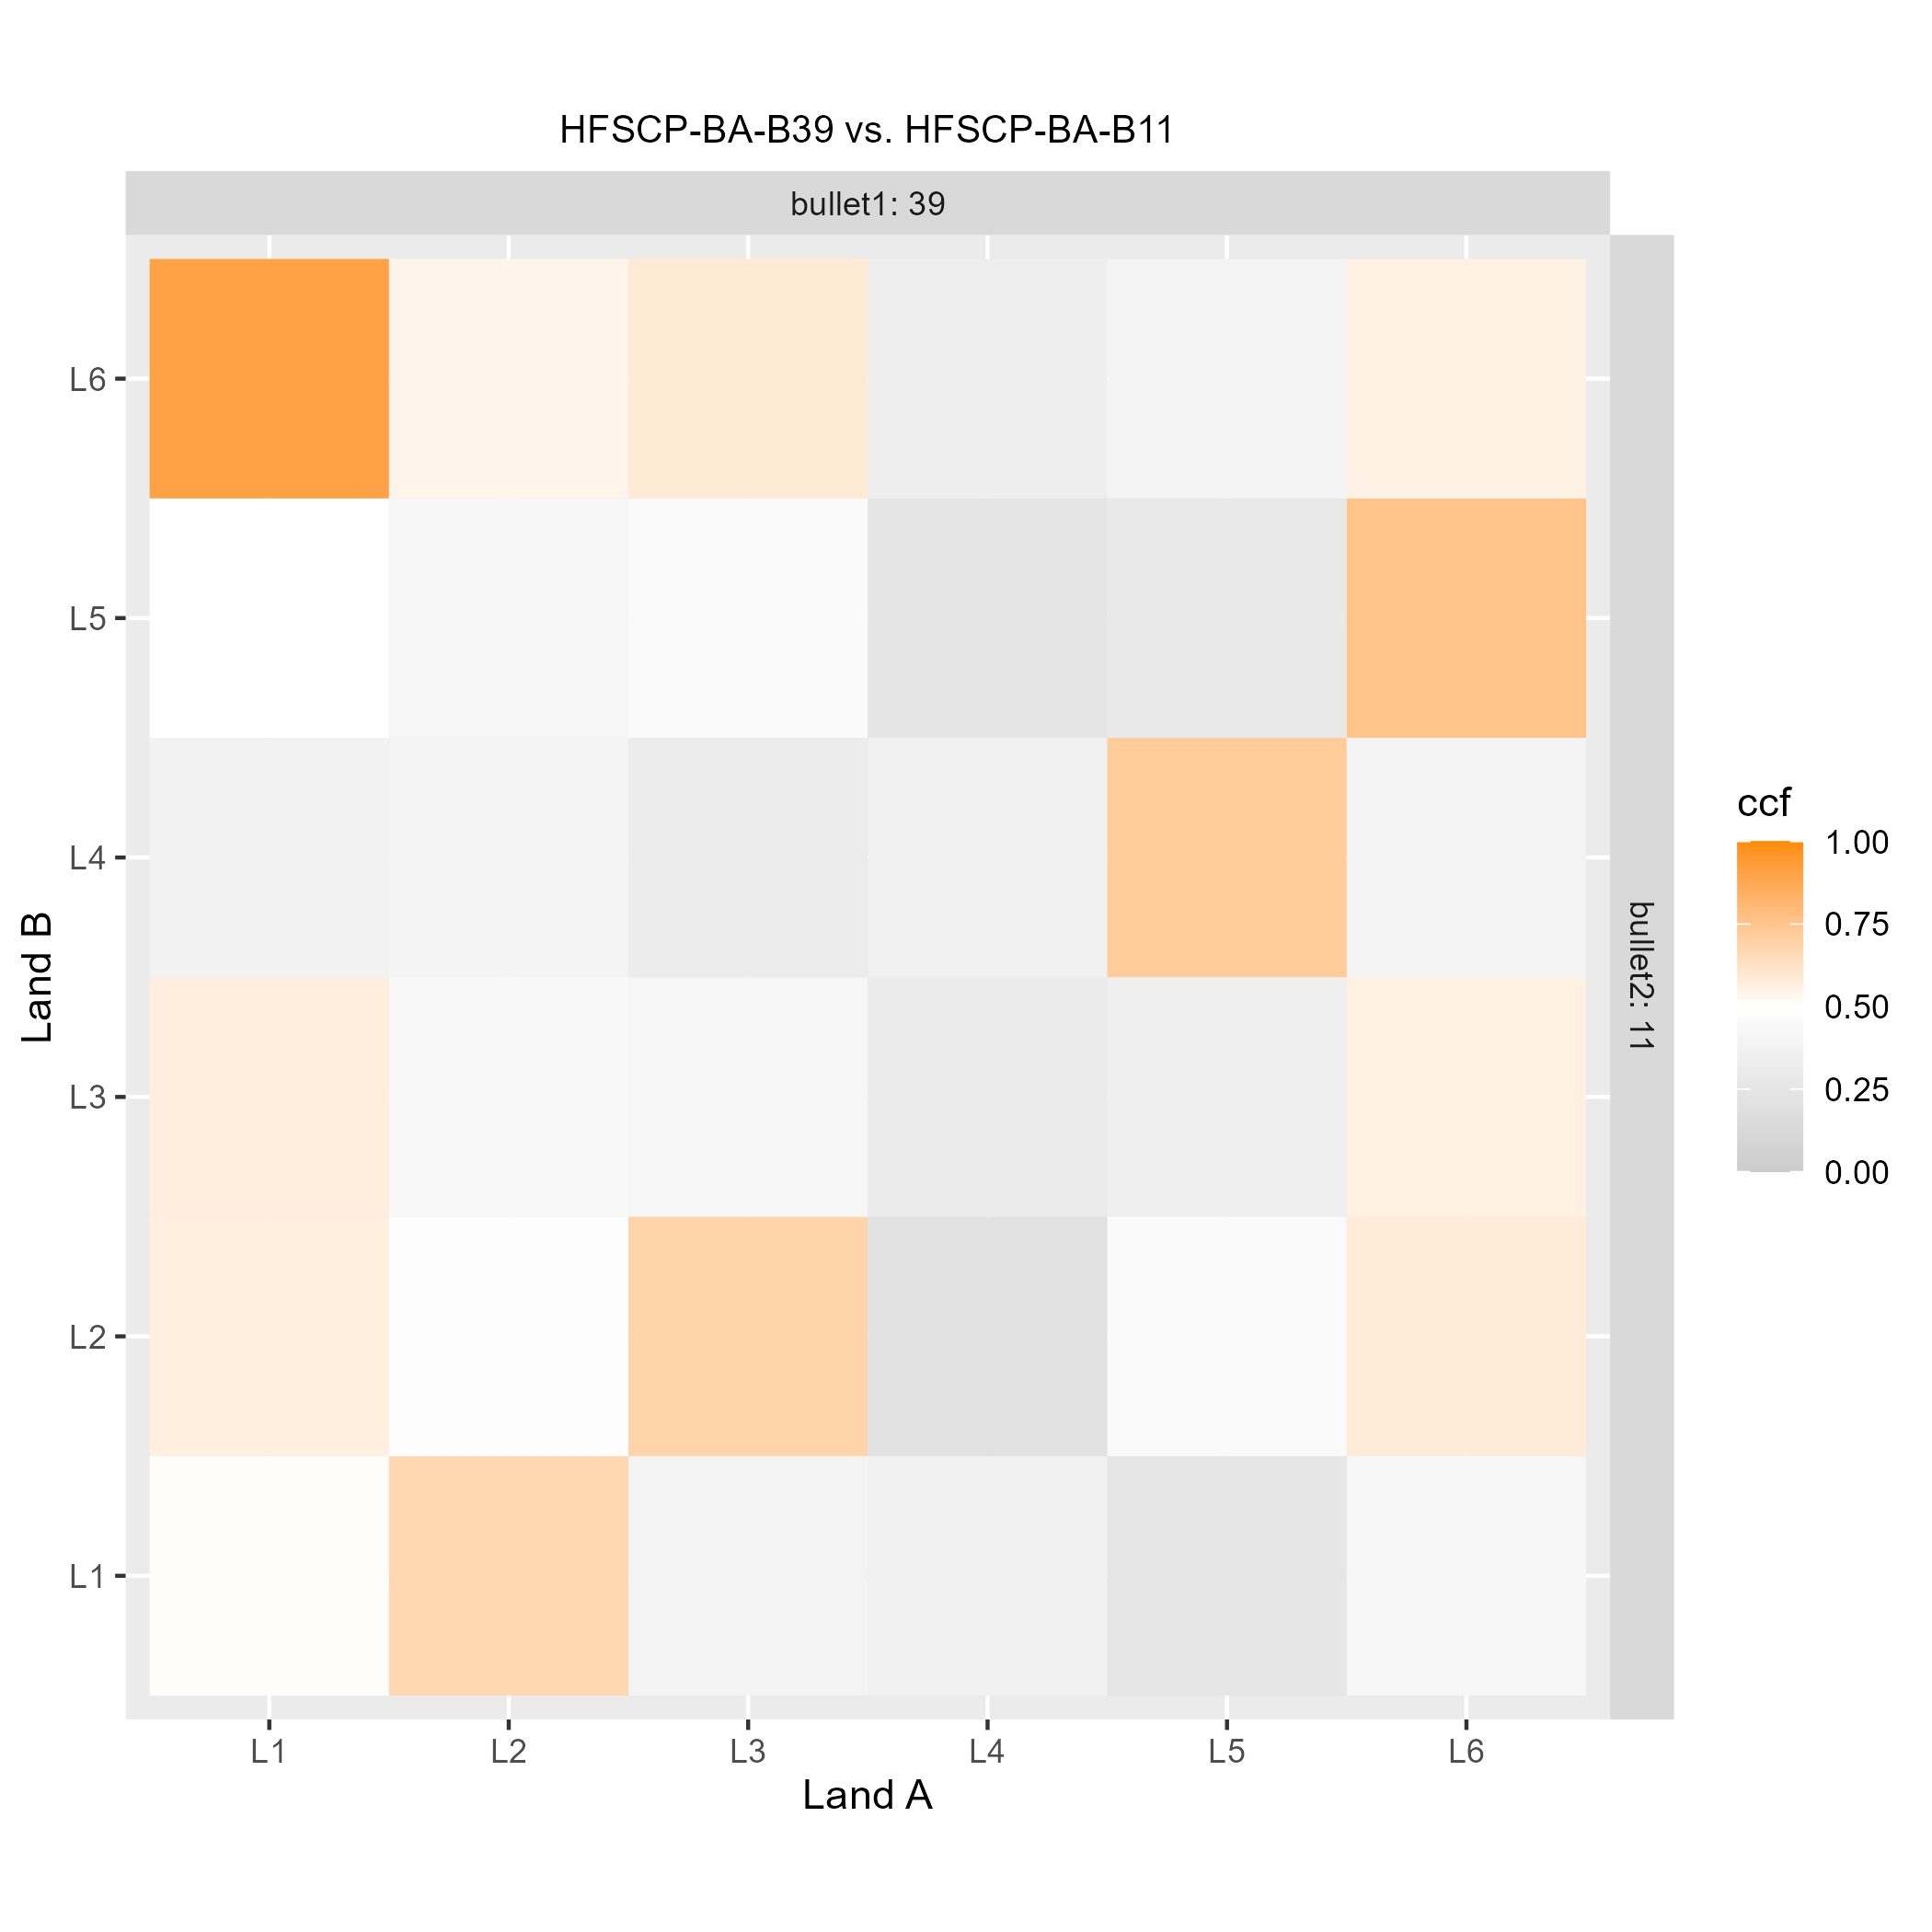 HFSCP-BA-B39 vs. HFSCP-BA-B11
bullet1: 39
L6
L5
L4
L3
L2
L1
Land B
bullet2: 11
L1 L2 L3 L4 L5 L6
Land A
ccf
1.00
0.75
0.50
0.25
0.00